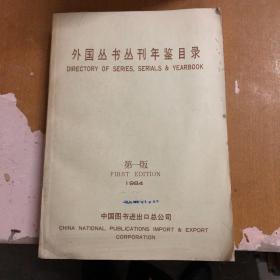 外国丛书丛刊年鉴目录
DIRECTORY OF SERIES, SERIALS & YEARBOOK
第一版
FIRST EDITION
1984
中国图书进出口总公司
CHINA NATIONAL PUBLICATIONS IMPORT & EXPORT
CORPORATION